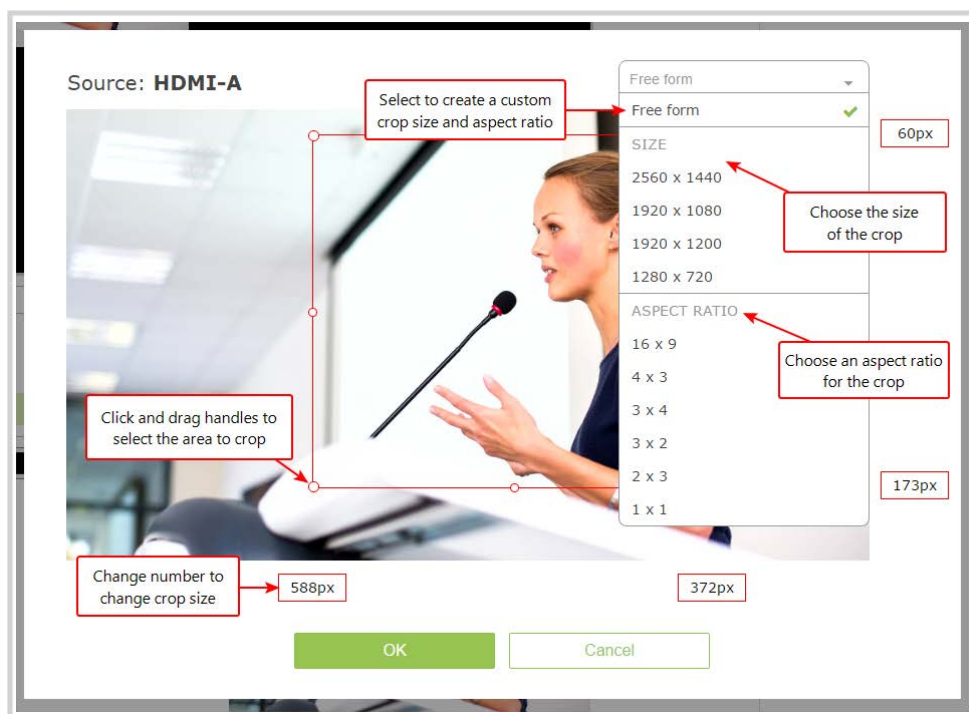 Source: HDMI-A
Free form
Select to create a custom
crop size and aspect ratio
Free form
60px
SIZE
2560 x 1440
1920 x 1080
1920 x 1200
1280 x 720
Choose the size
of the crop
ASPECT RATIO
16 x 9
4 x 3
3 x 4
3 x 2
2 x 3
1 x 1
Choose an aspect ratio
for the crop
Click and drag handles to
select the area to crop
173px
Change number to
change crop size
588px
372px
OK
Cancel